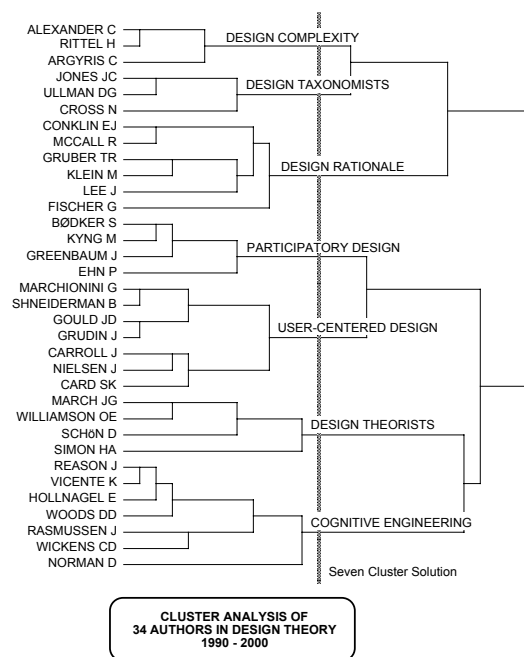 ALEXANDER C
DESIGN COMPLEXITY
RITTEL H
ARGYRIS C
JONES JC
DESIGN TAXONOMISTS
ULLMAN DG
CROSS N
CONKLIN EJ
MCCALL R
GRUBER TR
DESIGN RATIONALE
KLEIN M
LEE J
FISCHER G
BØDKER S
KYNG M
PARTICIPATORY DESIGN
GREENBAUM J
EHN P
MARCHIONINI G
SHNEIDERMAN B
GOULD JD
USER-CENTERED DESIGN
GRUDIN J
CARROLL J
NIELSEN J
CARD SK
MARCH JG
WILLIAMSON OE
DESIGN THEORISTS
SCHöN D
SIMON HA
REASON J
VICENTE K
HOLLNAGEL E
WOODS DD
COGNITIVE ENGINEERING
RASMUSSEN J
WICKENS CD
NORMAN D
Seven Cluster Solution
CLUSTER ANALYSIS OF
34 AUTHORS IN DESIGN THEORY
1990 - 2000